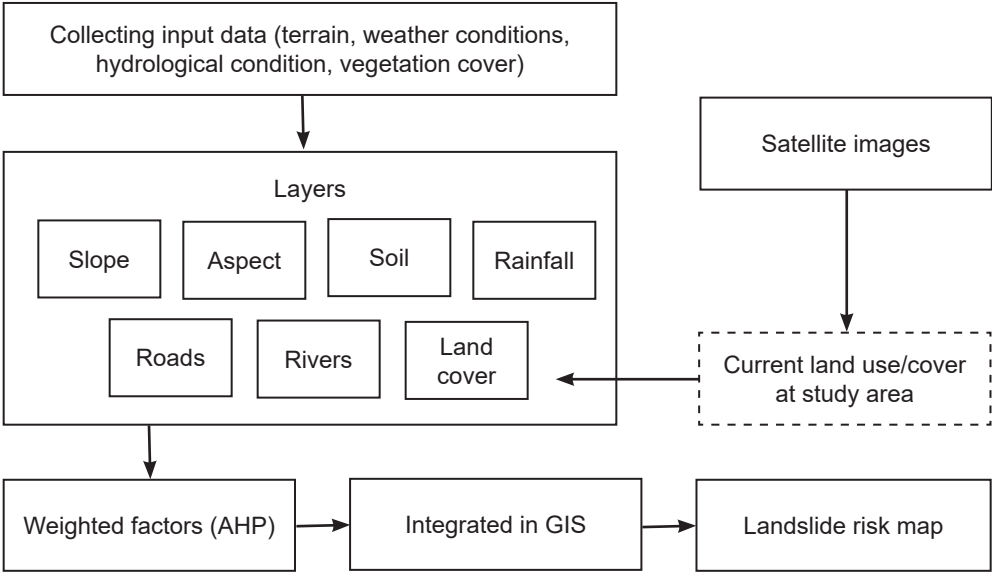 Collecting input data (terrain, weather conditions,
hydrological condition, vegetation cover)
Satellite images
Layers
Slope
Aspect
Soil
Rainfall
Roads
Rivers
Land
cover
Current land use/cover
at study area
Weighted factors (AHP)
Integrated in GIS
Landslide risk map